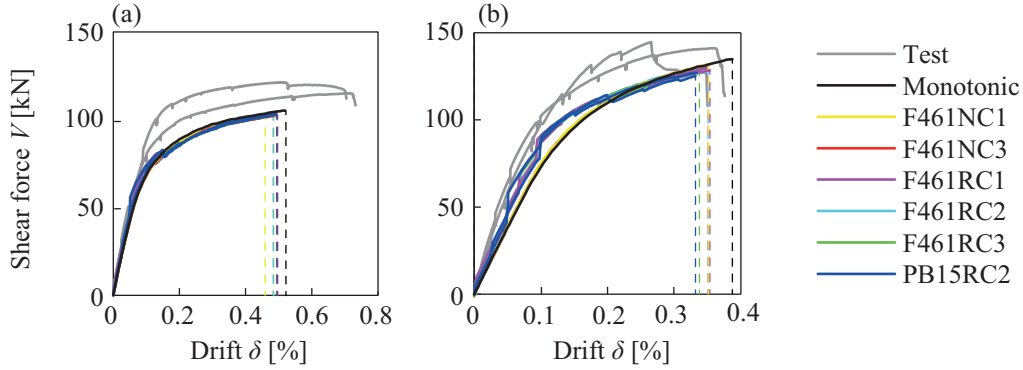 (a)
(b)
150
100
50
0
0
0.2
0.4
0.6
0.8
Drift δ [%]
Shear force V [kN]
150
100
50
0
0
0.1
0.2
0.3
0.4
Drift δ [%]
Test
Monotonic
F461NC1
F461NC3
F461RC1
F461RC2
F461RC3
PB15RC2